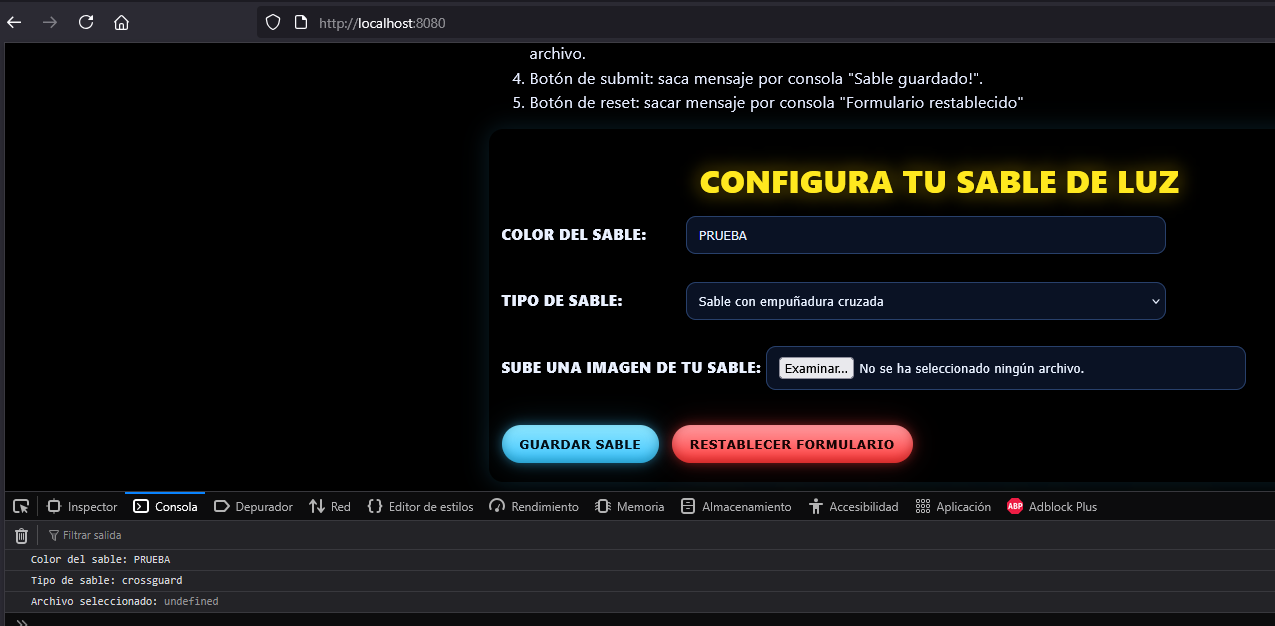 http://localhost:8080
archivo.
4. Botón de submit: saca mensaje por consola "Sable guardado!".
5. Botón de reset: sacar mensaje por consola "Formulario restablecido"
CONFIGURA TU SABLE DE LUZ
COLOR DEL SABLE: PRUEBA
TIPO DE SABLE: Sable con empuñadura cruzada
SUBE UNA IMAGEN DE TU SABLE: Examinar... No se ha seleccionado ningún archivo.
GUARDAR SABLE RESTABLECER FORMULARIO
Inspector Consola Depurador Red Editor de estilos Rendimiento Memoria Almacenamiento Accesibilidad Aplicación ABP Adblock Plus
Filtrar salida
Color del sable: PRUEBA
Tipo de sable: crossguard
Archivo seleccionado: undefined